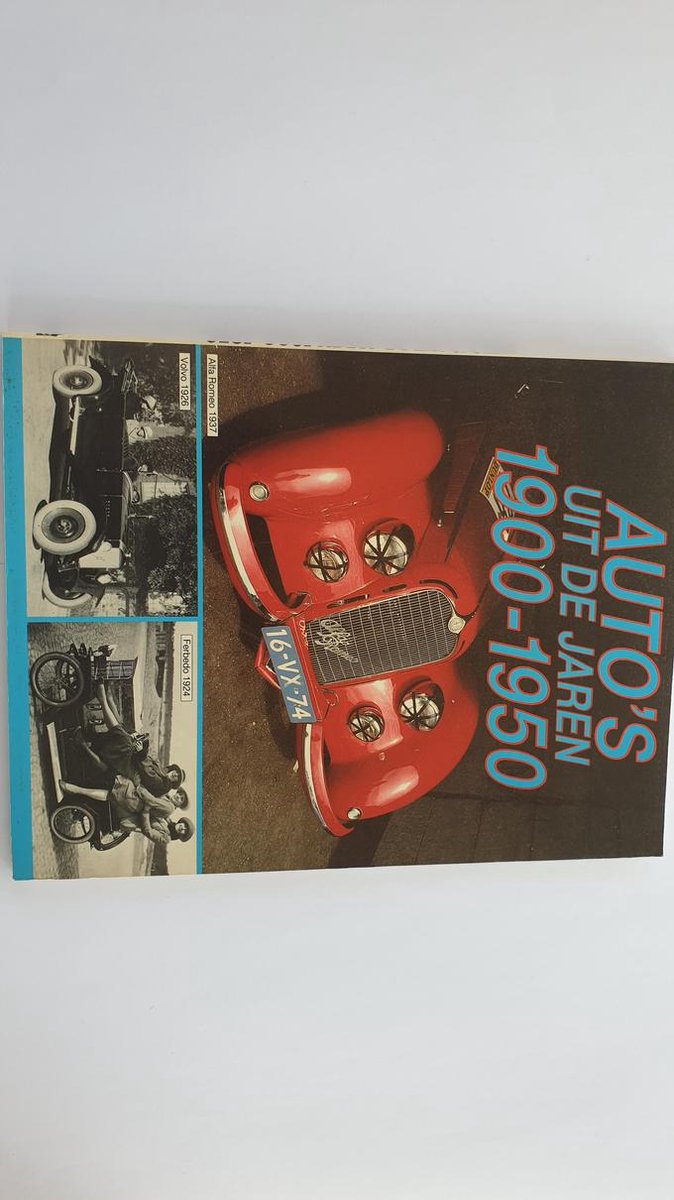 AUTO'S
UIT DE JAREN
1900-1950
16-VX-74
Alfa Romeo 1937
Volvo 1926
Ferbedo 1924